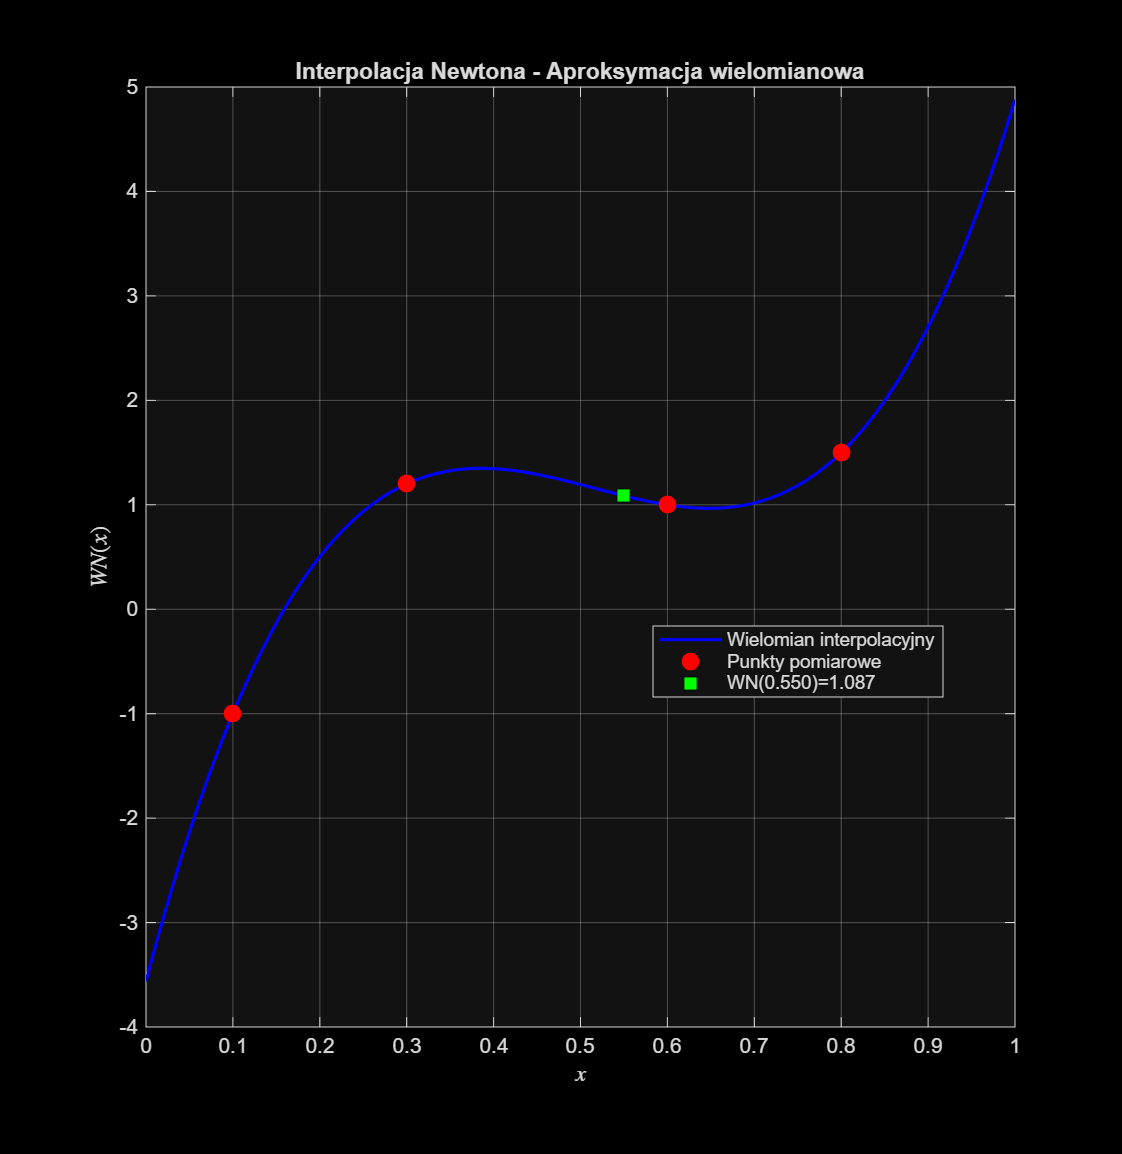 Interpolacja Newtona - Aproksymacja wielomianowa
5
4
3
2
1
0
-1
-2
-3
-4
WN(x)
Wielomian interpolacyjny
Punkty pomiarowe
WN(0.550)=1.087
0 0.1 0.2 0.3 0.4 0.5 0.6 0.7 0.8 0.9 1
x